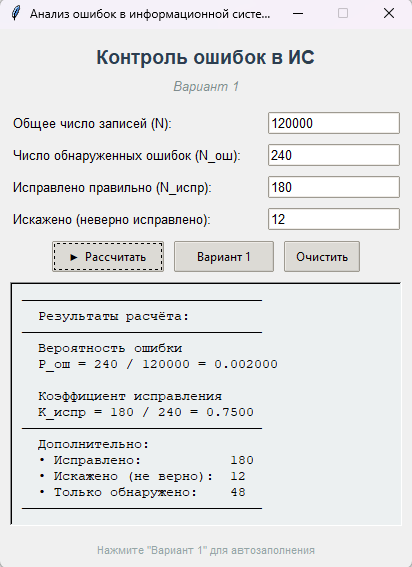 Анализ ошибок в информационной систе...
Контроль ошибок в ИС
Вариант 1
Общее число записей (N):
120000
Число обнаруженных ошибок (N_ош):
240
Исправлено правильно (N_испр):
180
Искажено (неверно исправлено):
12
► Рассчитать Вариант 1 Очистить
Результаты расчёта:
Вероятность ошибки
P_ош = 240 / 120000 = 0.002000
Коэффициент исправления
K_испр = 180 / 240 = 0.7500
Дополнительно:
• Исправлено: 180
• Искажено (не верно): 12
• Только обнаружено: 48
Нажмите "Вариант 1" для автозаполнения